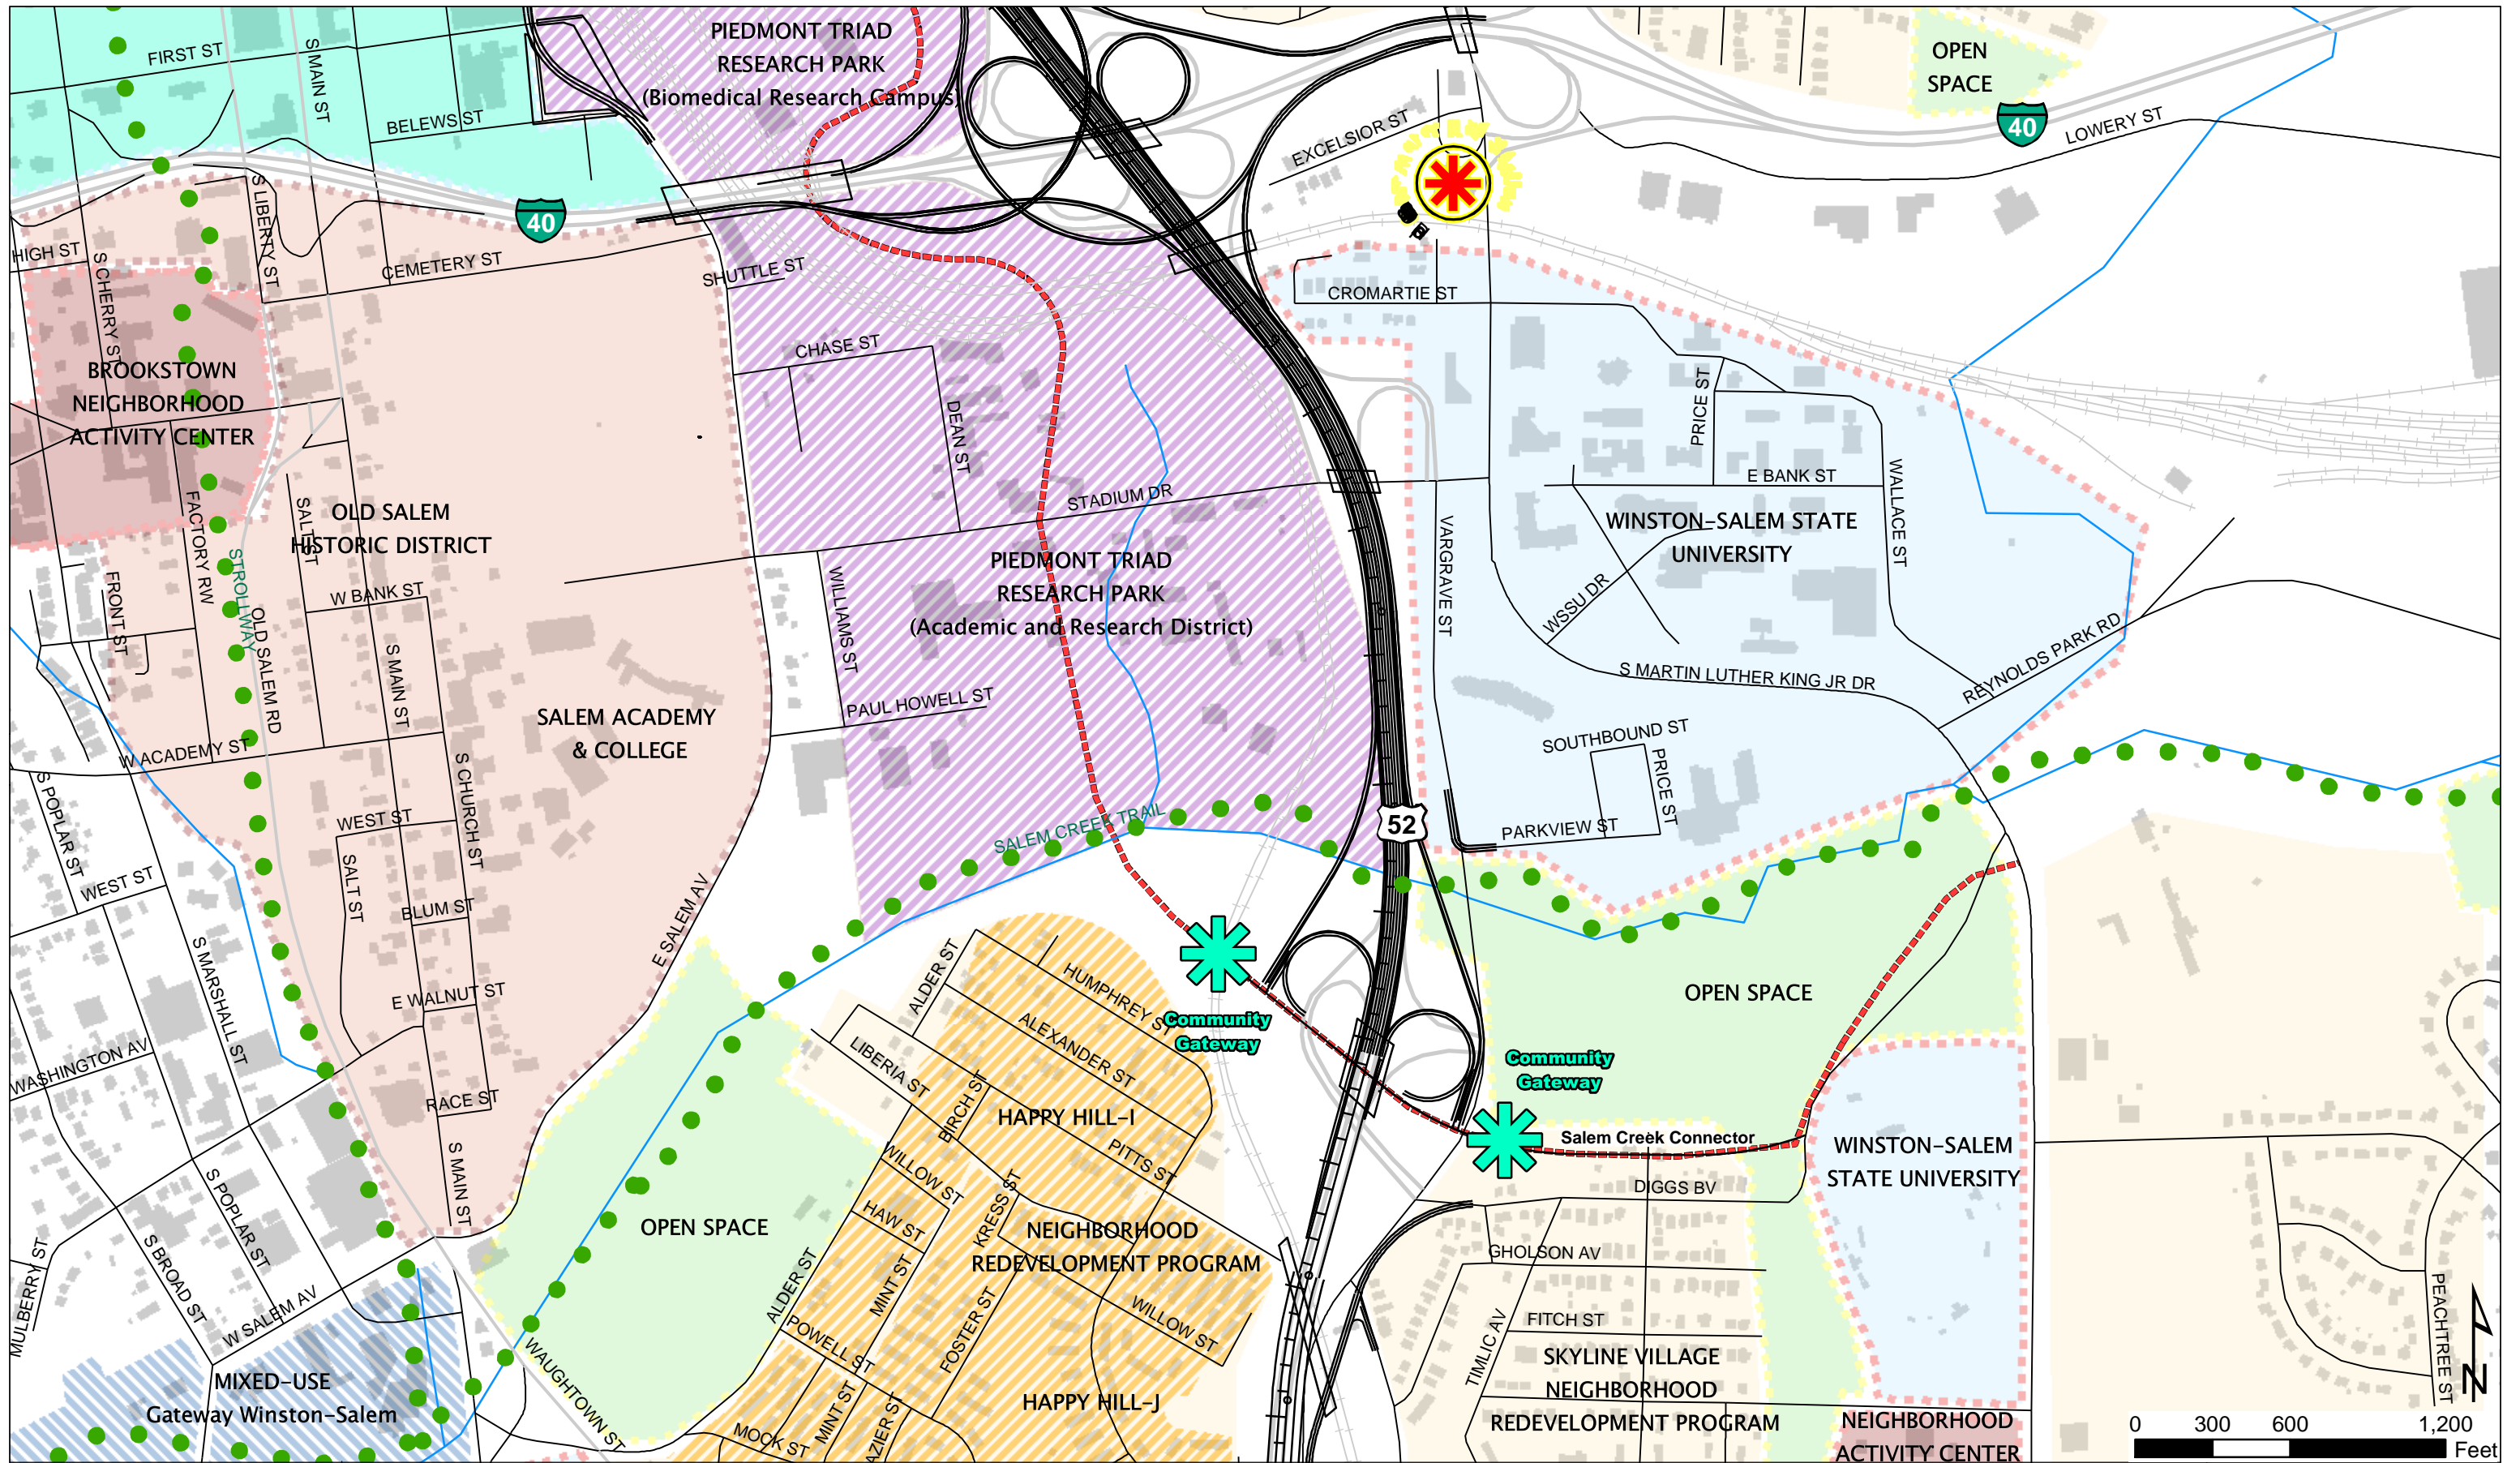 PIEDMONT TRIAD
RESEARCH PARK
(Biomedical Research Campus)
OPEN
SPACE
FIRST ST
S MAIN ST
BELEWS ST
EXCELSIOR ST
40
LOWERY ST
S LIBERTY ST
40
HIGH ST
S CHERRY ST
CEMETERY ST
SHUTTLE ST
CROMARTIE ST
CHASE ST
DEAN ST
PRICE ST
BROOKSTOWN
NEIGHBORHOOD
ACTIVITY CENTER
STADIUM DR
E BANK ST
WALLACE ST
OLD SALEM
HISTORIC DISTRICT
SALT ST
FACTORY RW
STROLLWAY
FRONT ST
W BANK ST
OLD SALEM RD
WINSTON-SALEM STATE
UNIVERSITY
PIEDMONT TRIAD
RESEARCH PARK
(Academic and Research District)
WILLIAMS ST
VARGRAVE ST
WSSU DR
S MARTIN LUTHER KING JR DR
REYNOLDS PARK RD
S MAIN ST
PAUL HOWELL ST
SALEM ACADEMY
& COLLEGE
W ACADEMY ST
SOUTHBOUND ST
PRICE ST
S POPLAR ST
S CHURCH ST
WEST ST
SALEM CREEK TRAIL
52
PARKVIEW ST
WEST ST
SALT ST
BLUM ST
E SALEM AV
S MARSHALL ST
E WALNUT ST
ALDER ST
HUMPHREY ST
OPEN SPACE
Community
Gateway
ALEXANDER ST
WASHINGTON AV
LIBERIA ST
Community
Gateway
RACE ST
BIRCH ST
HAPPY HILL-I
PITTS ST
Salem Creek Connector
WINSTON-SALEM
STATE UNIVERSITY
S MAIN ST
WILLOW ST
S POPLAR ST
HAW ST
KRESS ST
DIGGS BV
OPEN SPACE
NEIGHBORHOOD
REDEVELOPMENT PROGRAM
GHOLSON AV
MULBERRY ST
S BROAD ST
ALDER ST
MINT ST
W SALEM AV
FOSTER ST
WILLOW ST
FITCH ST
PEACHTREE ST
POWELL ST
TIMLIC AV
WAUGHTOWN ST
MIXED-USE
Gateway Winston-Salem
SKYLINE VILLAGE
NEIGHBORHOOD
REDEVELOPMENT PROGRAM
HAPPY HILL-J
MINT ST
AZIER ST
MOCK ST
NEIGHBORHOOD
ACTIVITY CENTER
N
0 300 600 1,200
Feet